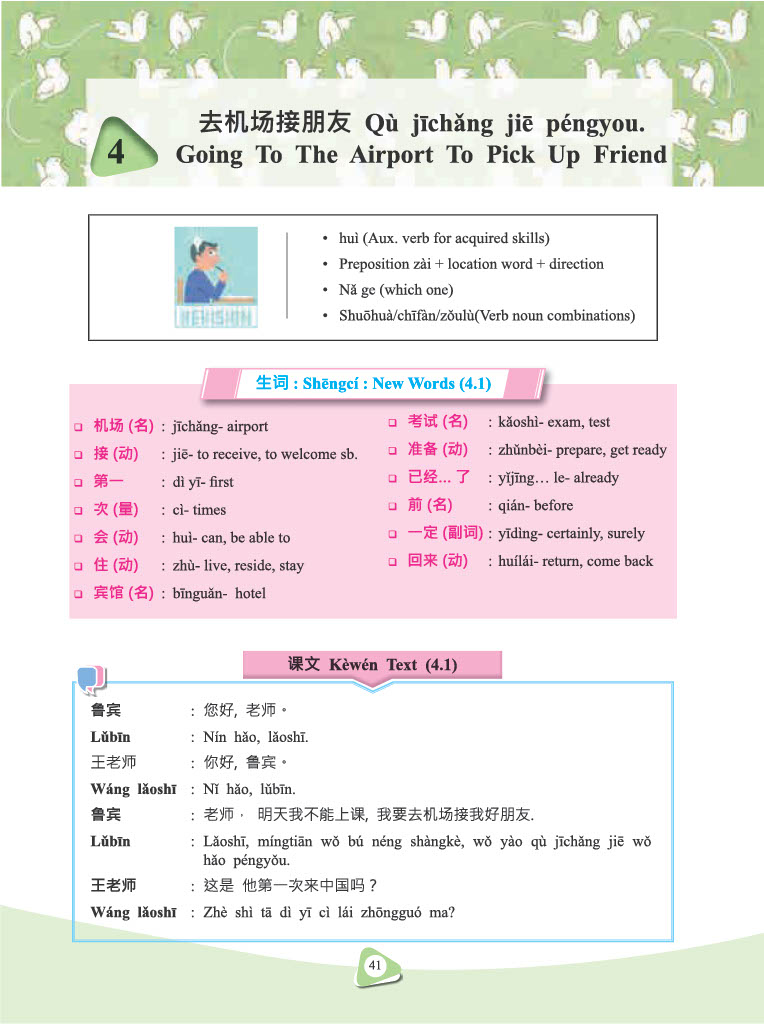 4
去机场接朋友 Qù jīchǎng jiē péngyou.
Going To The Airport To Pick Up Friend
REVISION
• huì (Aux. verb for acquired skills)
• Preposition zài + location word + direction
• Nǎ ge (which one)
• Shuōhuà/chīfàn/zǒulù(Verb noun combinations)
生词 : Shēngcí : New Words (4.1)
❑ 机场 (名) : jīchǎng- airport
❑ 接 (动) : jiē- to receive, to welcome sb.
❑ 第一 : dì yī- first
❑ 次 (量) : cì- times
❑ 会 (动) : huì- can, be able to
❑ 住 (动) : zhù- live, reside, stay
❑ 宾馆 (名) : bīnguǎn- hotel
❑ 考试 (名) : kǎoshì- exam, test
❑ 准备 (动) : zhǔnbèi- prepare, get ready
❑ 已经... 了 : yǐjīng… le- already
❑ 前 (名) : qián- before
❑ 一定 (副词) : yīdìng- certainly, surely
❑ 回来 (动) : huílái- return, come back
课文 Kèwén Text (4.1)
鲁宾 : 您好, 老师。
Lǔbīn : Nín hǎo, lǎoshī.
王老师 : 你好, 鲁宾。
Wáng lǎoshī : Nǐ hǎo, lǔbīn.
鲁宾 : 老师， 明天我不能上课, 我要去机场接我好朋友.
Lǔbīn : Lǎoshī, míngtiān wǒ bú néng shàngkè, wǒ yào qù jīchǎng jiē wǒ
hǎo péngyǒu.
王老师 : 这是 他第一次来中国吗？
Wáng lǎoshī : Zhè shì tā dì yī cì lái zhōngguó ma?
41